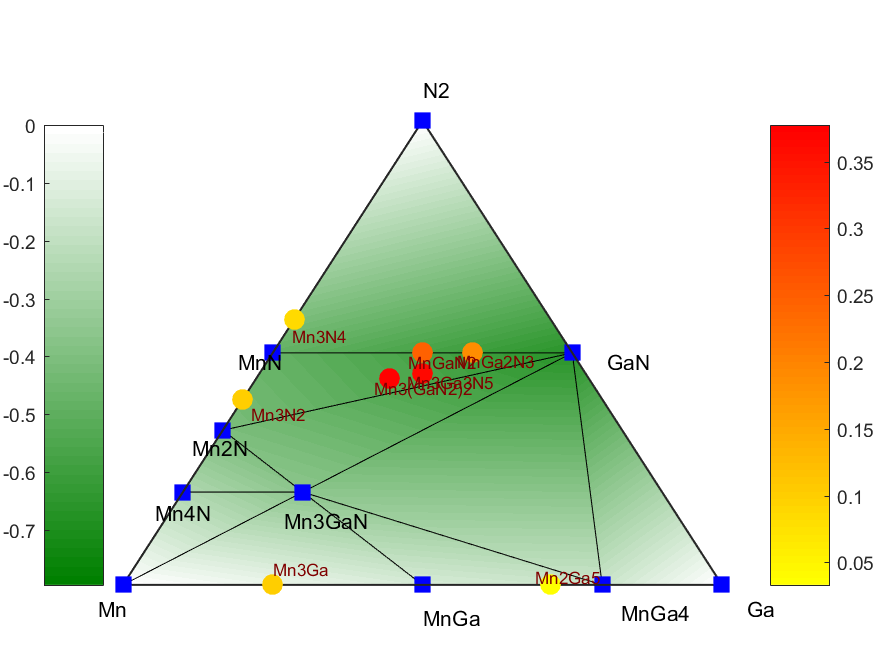 N2
0
-0.1
-0.2
-0.3
-0.4
-0.5
-0.6
-0.7
0.35
0.3
0.25
0.2
0.15
0.1
0.05
Mn3N4
MnN
MnGaN2
MnGa2N3
GaN
Mn3Ga3N5
Mn3(GaN2)2
Mn3N2
Mn2N
Mn4N
Mn3GaN
Mn3Ga
Mn2Ga5
Mn
MnGa
MnGa4
Ga